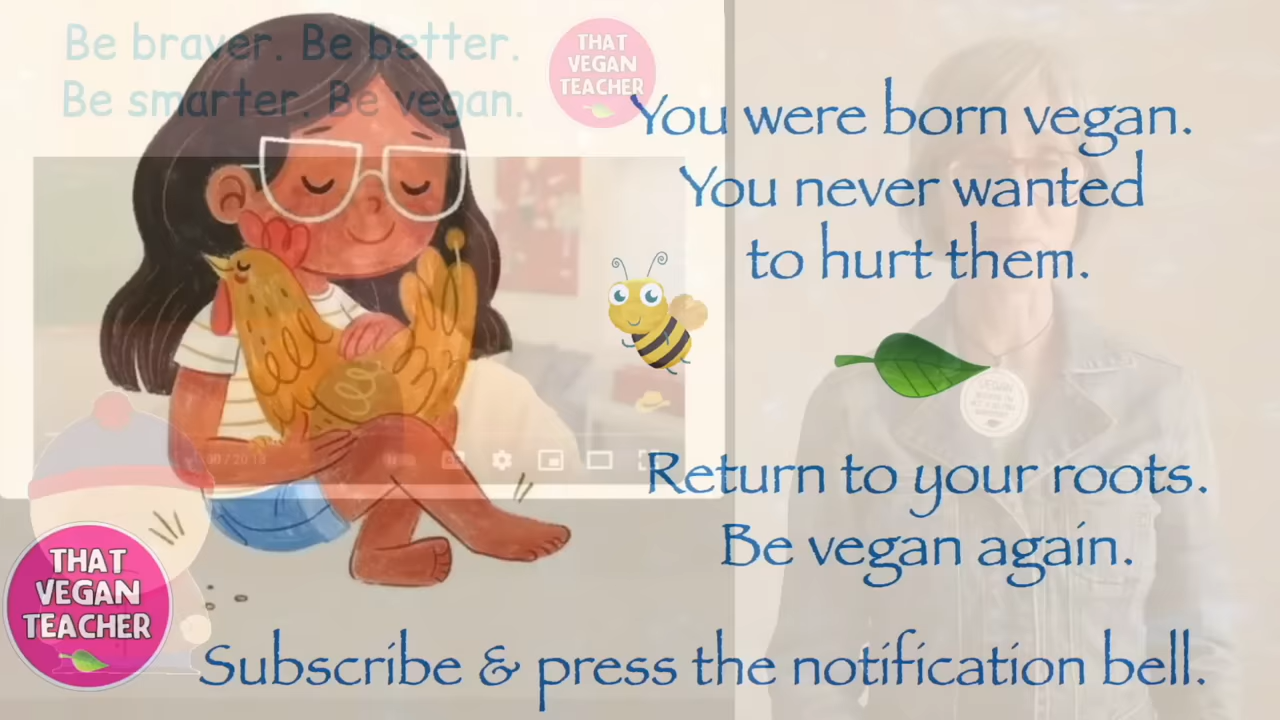 Be braver. Be better.
Be smarter. Be vegan.
THAT
VEGAN
TEACHER
You were born vegan.
You never wanted
to hurt them.
VEGAN
Return to your roots.
Be vegan again.
THAT
VEGAN
TEACHER
Subscribe & press the notification bell.